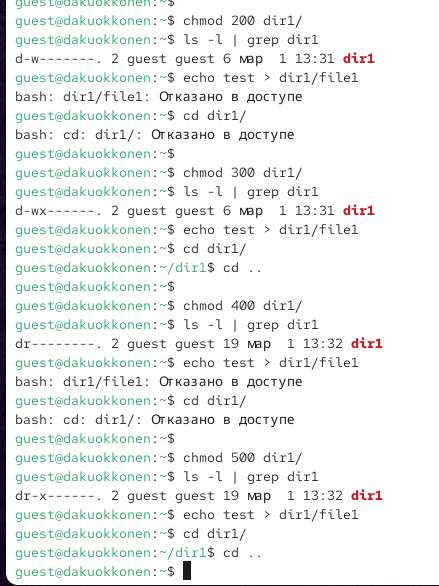 guest@dakuokkonen:~$
guest@dakuokkonen:~$ chmod 200 dir1/
guest@dakuokkonen:~$ ls -l | grep dir1
d-w-------. 2 guest guest 6 мар  1 13:31 dir1
guest@dakuokkonen:~$ echo test > dir1/file1
bash: dir1/file1: Отказано в доступе
guest@dakuokkonen:~$ cd dir1/
bash: cd: dir1/: Отказано в доступе
guest@dakuokkonen:~$
guest@dakuokkonen:~$ chmod 300 dir1/
guest@dakuokkonen:~$ ls -l | grep dir1
d-wx------. 2 guest guest 6 мар  1 13:31 dir1
guest@dakuokkonen:~$ echo test > dir1/file1
guest@dakuokkonen:~$ cd dir1/
guest@dakuokkonen:~/dir1$ cd ..
guest@dakuokkonen:~$
guest@dakuokkonen:~$ chmod 400 dir1/
guest@dakuokkonen:~$ ls -l | grep dir1
dr--------. 2 guest guest 19 мар  1 13:32 dir1
guest@dakuokkonen:~$ echo test > dir1/file1
bash: dir1/file1: Отказано в доступе
guest@dakuokkonen:~$ cd dir1/
bash: cd: dir1/: Отказано в доступе
guest@dakuokkonen:~$
guest@dakuokkonen:~$ chmod 500 dir1/
guest@dakuokkonen:~$ ls -l | grep dir1
dr-x------. 2 guest guest 19 мар  1 13:32 dir1
guest@dakuokkonen:~$ echo test > dir1/file1
guest@dakuokkonen:~$ cd dir1/
guest@dakuokkonen:~/dir1$ cd ..
guest@dakuokkonen:~$